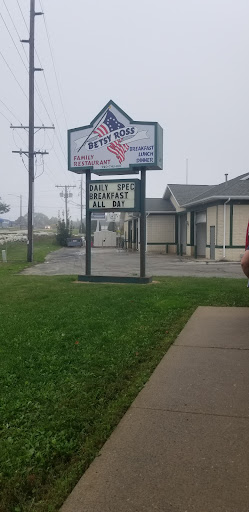 BETSY ROSS
FAMILY
RESTAURANT
BREAKFAST
LUNCH
DINNER
DAILY SPEC
BREAKFAST
ALL DAY